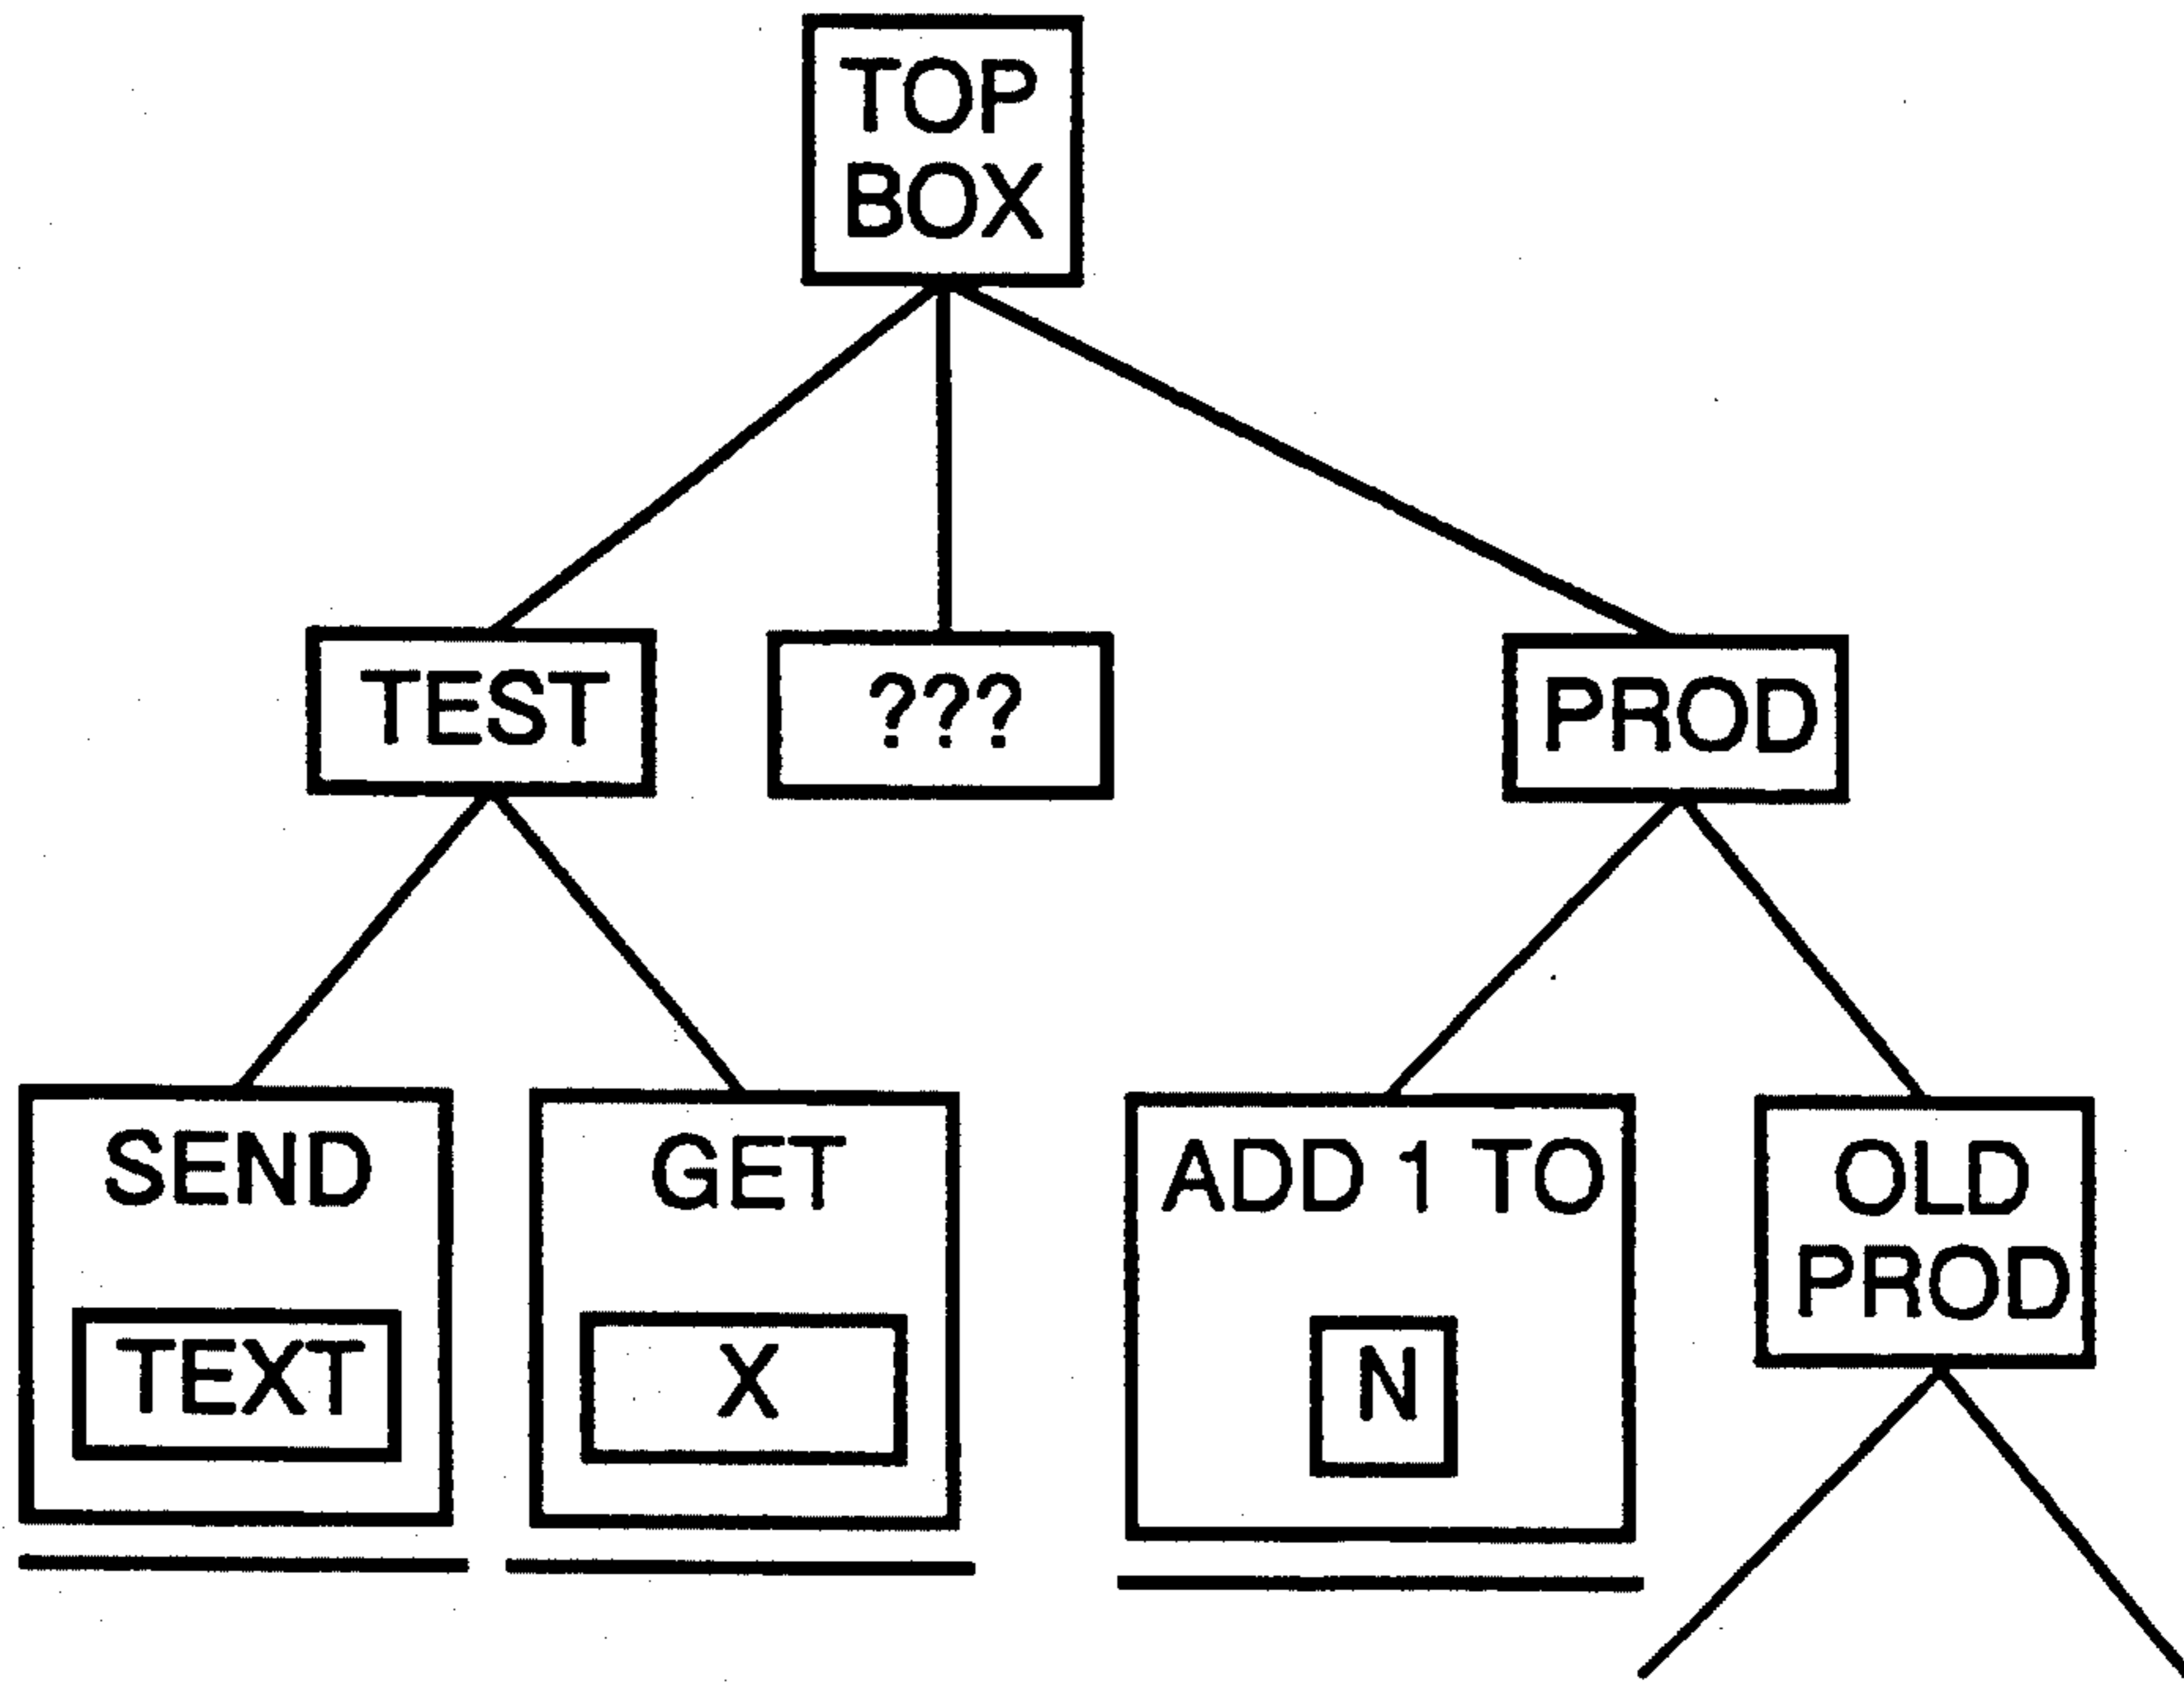 TOP
BOX
TEST
???
PROD
SEND
TEXT
GET
X
ADD 1 TO
N
OLD
PROD